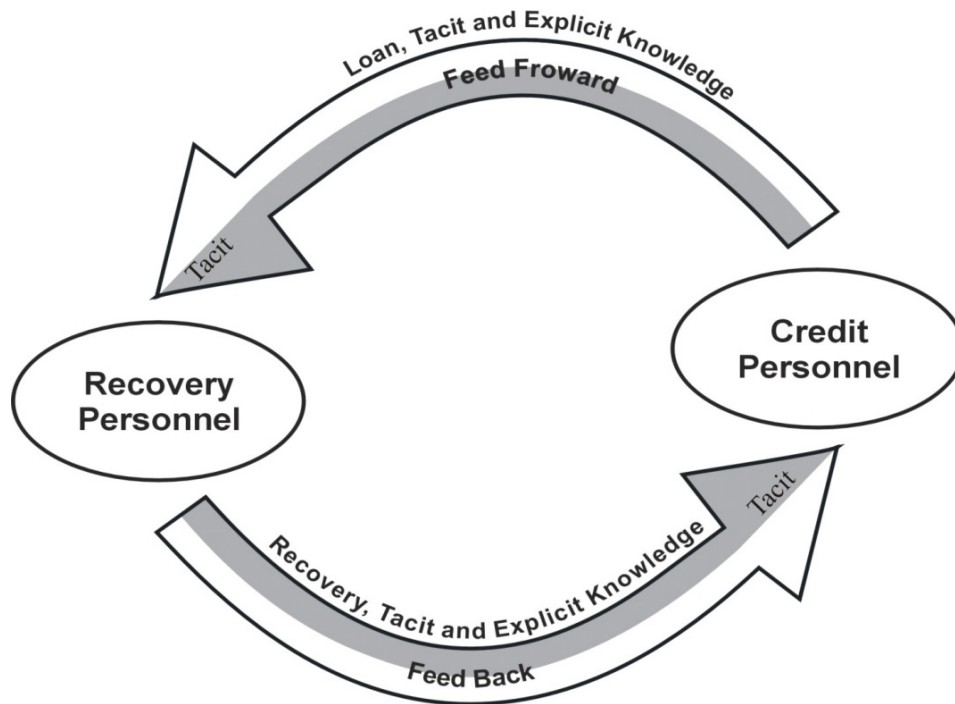 Loan, Tacit and Explicit Knowledge
Feed Froward
Tacit
Credit
Personnel
Recovery
Personnel
Tacit
Recovery, Tacit and Explicit Knowledge
Feed Back